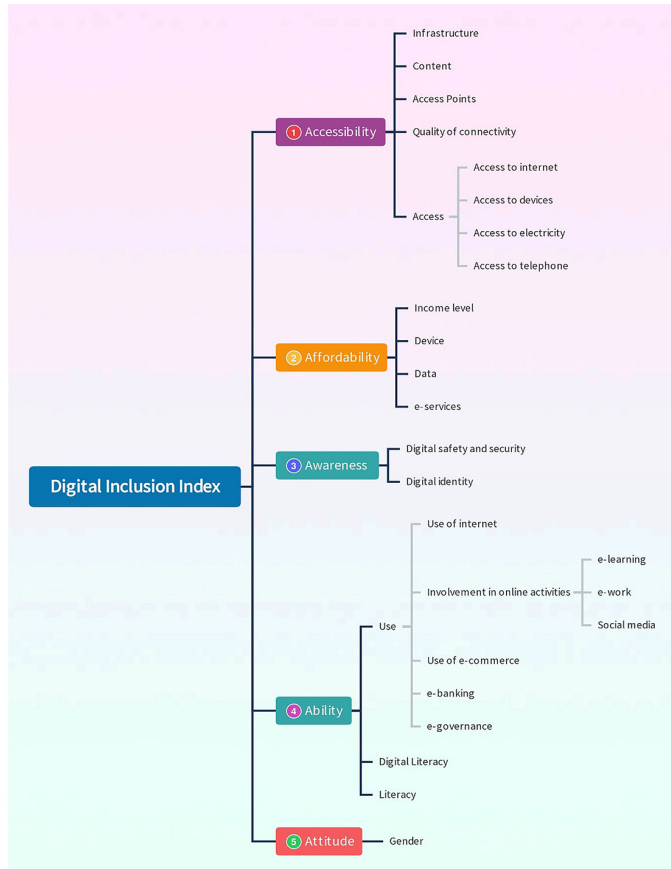 Digital Inclusion Index
1 Accessibility
Infrastructure
Content
Access Points
Quality of connectivity
Access
Access to internet
Access to devices
Access to electricity
Access to telephone
2 Affordability
Income level
Device
Data
e-services
3 Awareness
Digital safety and security
Digital identity
4 Ability
Use
Use of internet
Involvement in online activities
e-learning
e-work
Social media
Use of e-commerce
e-banking
e-governance
Digital Literacy
Literacy
5 Attitude
Gender